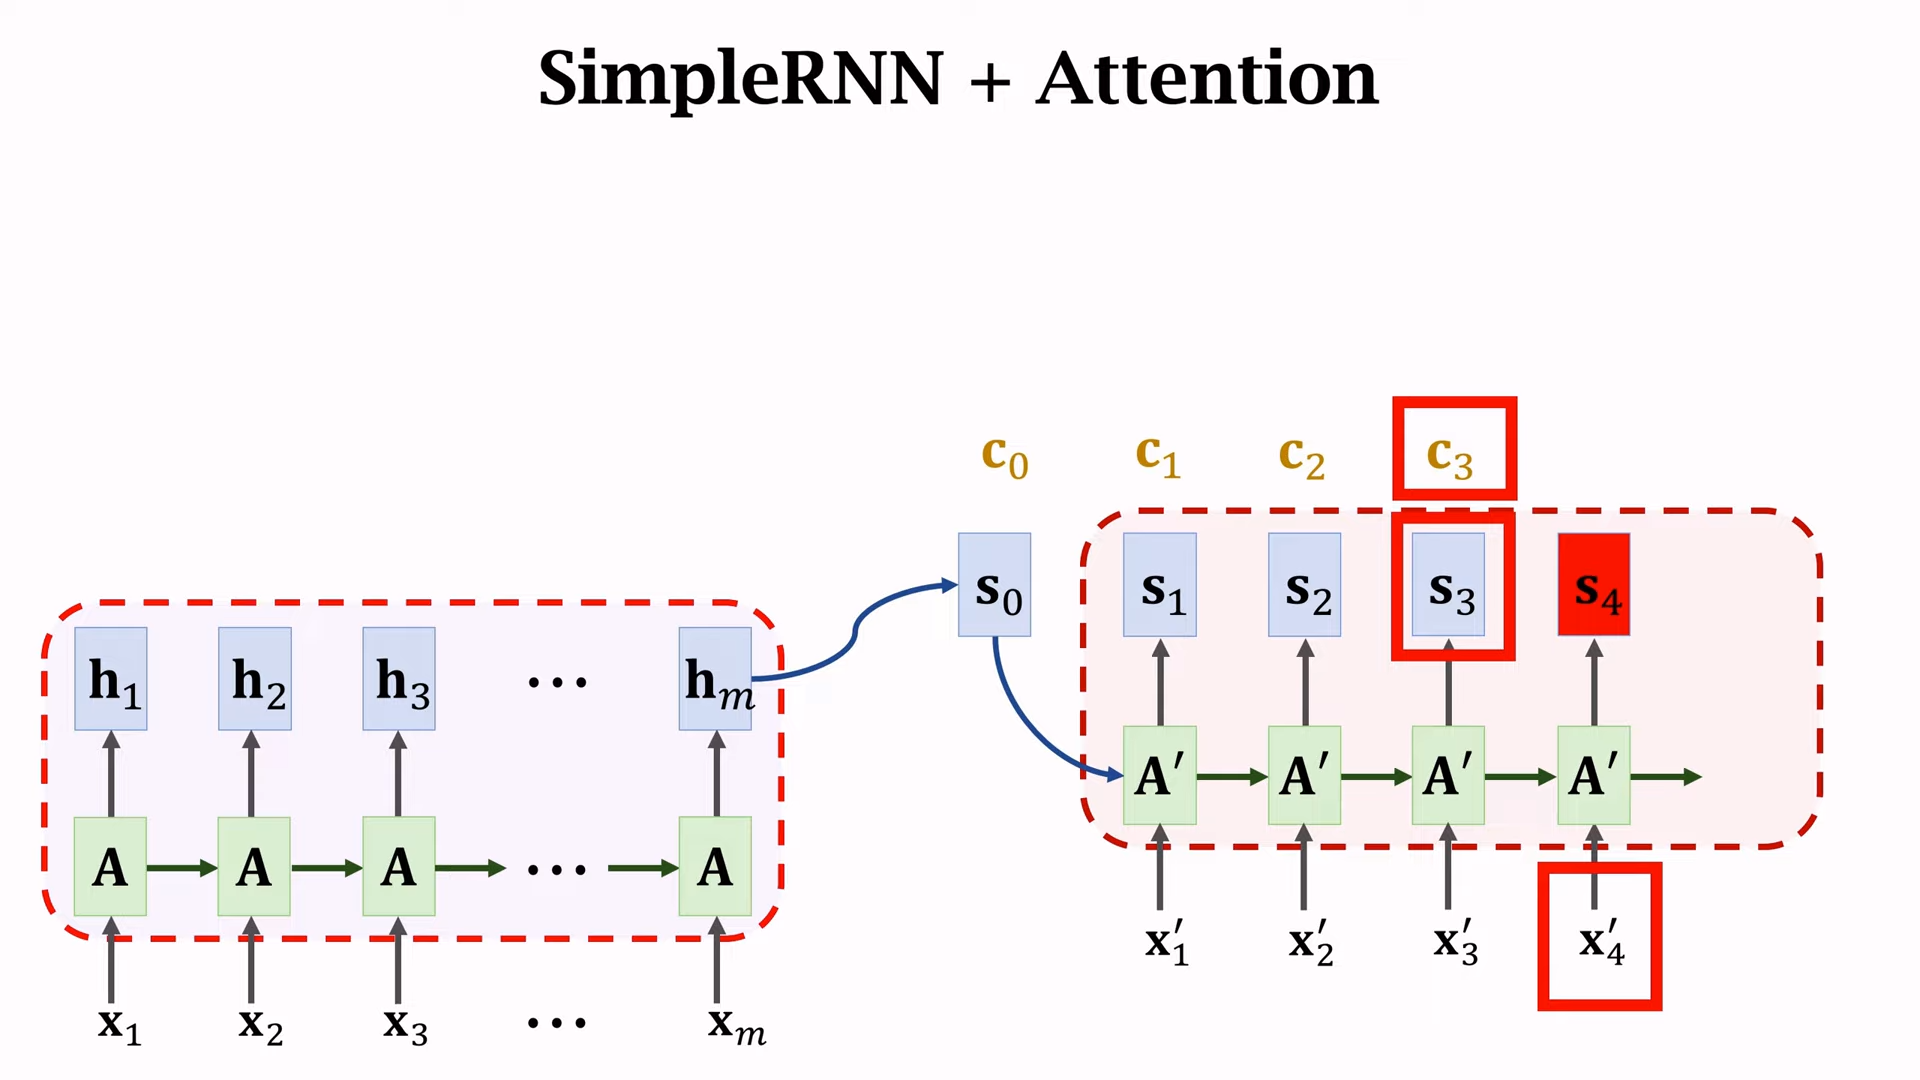 SimpleRNN + Attention
c₀ c₁ c₂ c₃
s₀ s₁ s₂ s₃ s₄
h₁ h₂ h₃ ··· hₘ
A′ A′ A′ A′
A A A ··· A
x′₁ x′₂ x′₃ x′₄
x₁ x₂ x₃ ··· xₘ